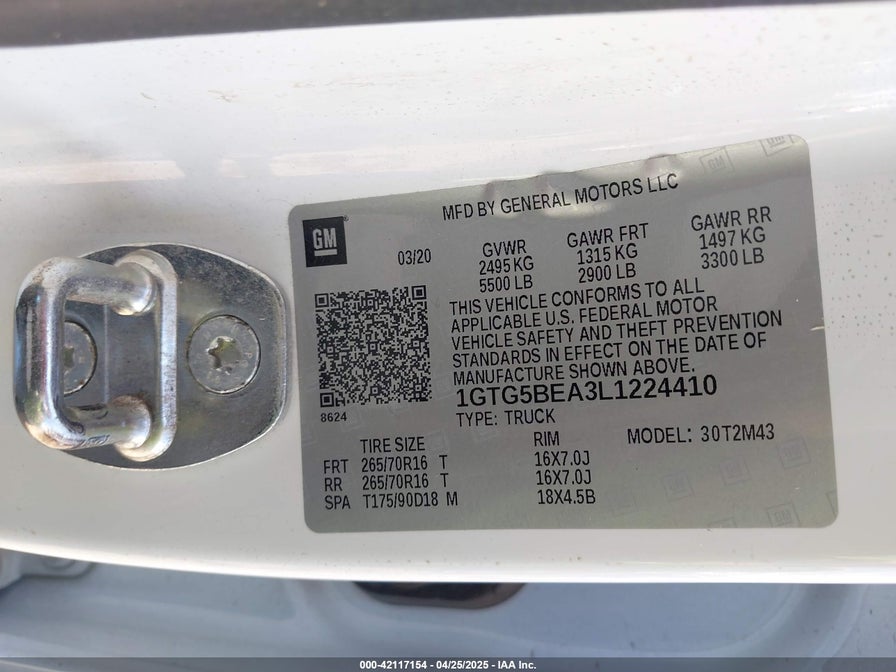 MFD BY GENERAL MOTORS LLC
GM
03/20
GVWR
2495 KG
5500 LB
GAWR FRT
1315 KG
2900 LB
GAWR RR
1497 KG
3300 LB
THIS VEHICLE CONFORMS TO ALL
APPLICABLE U.S. FEDERAL MOTOR
VEHICLE SAFETY AND THEFT PREVENTION
STANDARDS IN EFFECT ON THE DATE OF
MANUFACTURE SHOWN ABOVE.
8624
1GTG5BEA3L1224410
TYPE: TRUCK
MODEL: 30T2M43
TIRE SIZE RIM
FRT 265/70R16 T 16X7.0J
RR 265/70R16 T 16X7.0J
SPA T175/90D18 M 18X4.5B
000-42117154 - 04/25/2025 - IAA Inc.